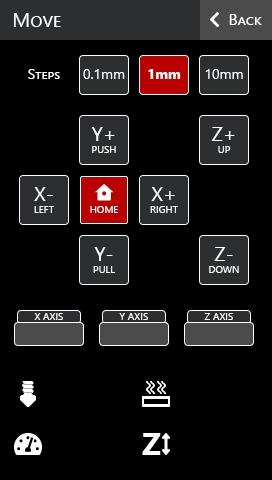 Move
Back
Steps
0.1mm
1mm
10mm
Y+
PUSH
Z+
UP
X-
LEFT
HOME
X+
RIGHT
Y-
PULL
Z-
DOWN
X AXIS
Y AXIS
Z AXIS
Z